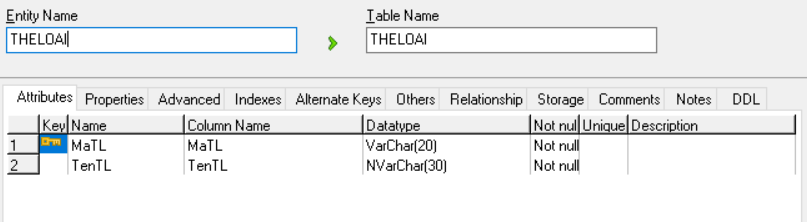 Entity Name Table Name
THELOAI THELOAI
Attributes Properties Advanced Indexes Alternate Keys Others Relationship Storage Comments Notes DDL
Key Name Column Name Datatype Not nul Unique Description
1 MaTL MaTL VarChar(20) Not null
2 TenTL TenTL NVarChar(30) Not null